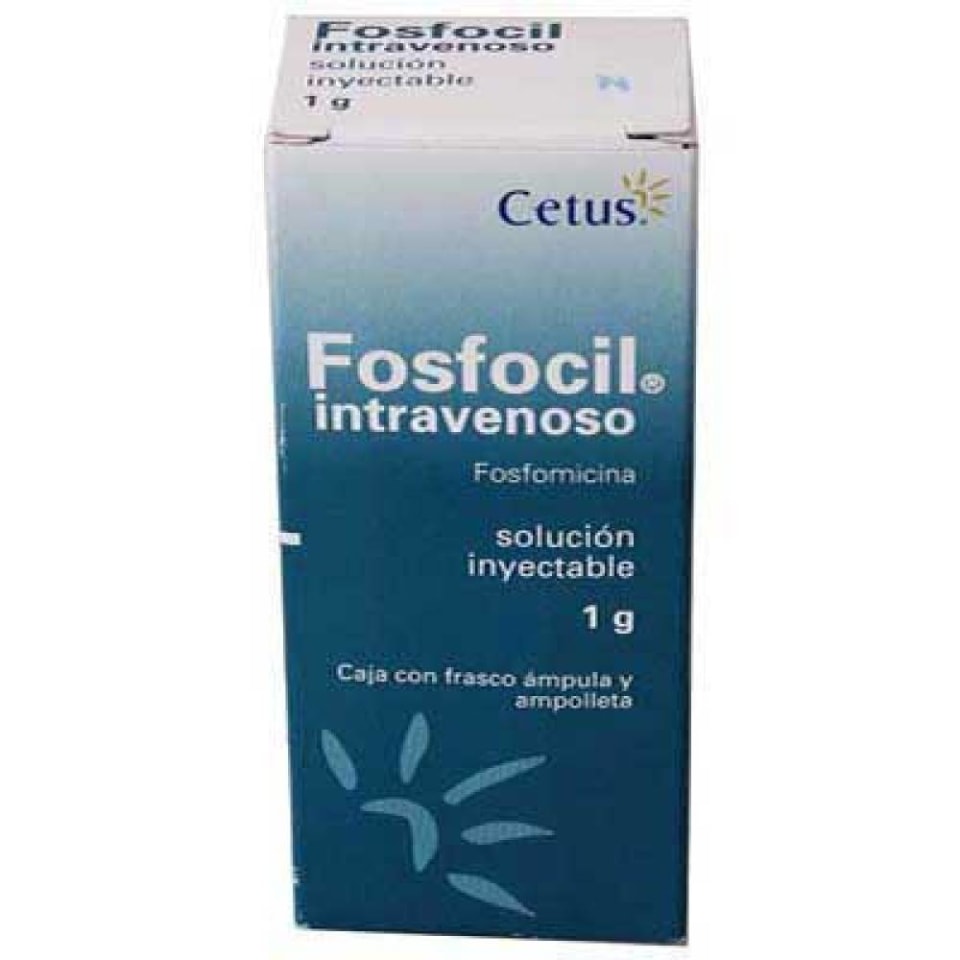 Fosfocil
intravenoso
solución
inyectable
1 g
Cetus®
Fosfocil®
intravenoso
Fosfomicina
solución
inyectable
1 g
Caja con frasco ámpula y
ampolleta